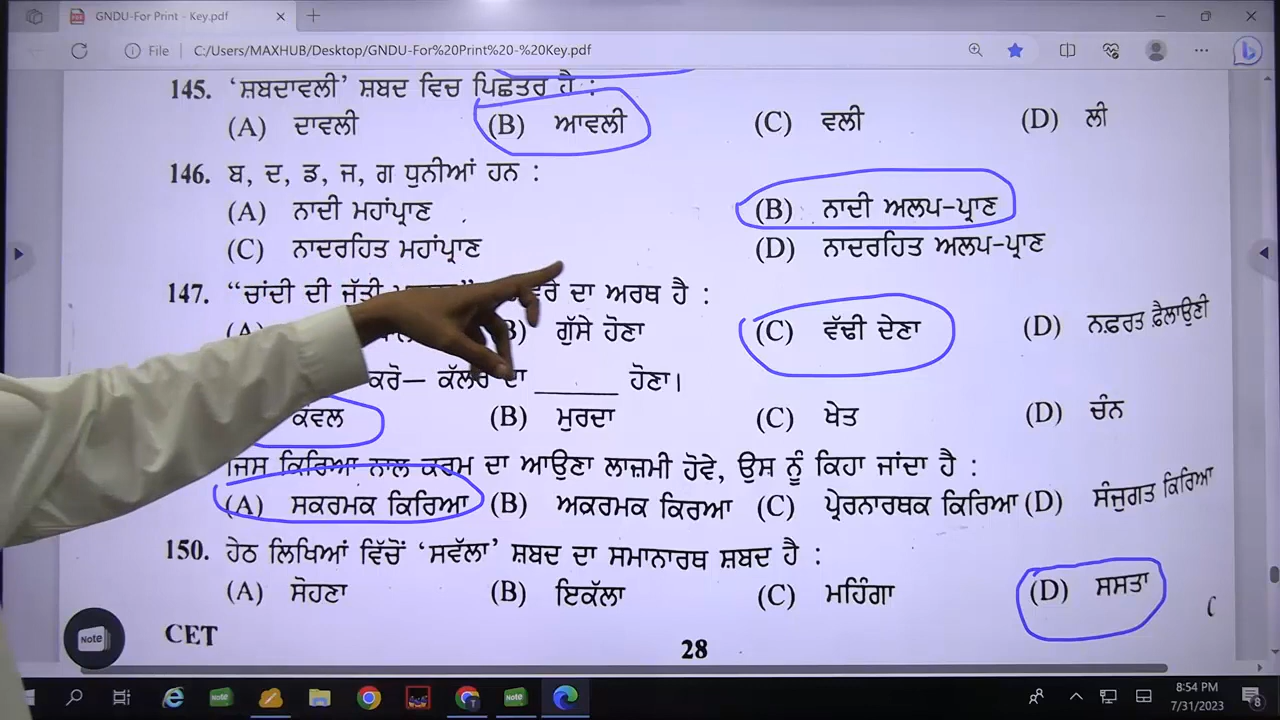 GNDU-For Print - Key.pdf
File C:/Users/MAXHUB/Desktop/GNDU-For%20Print%20-%20Key.pdf
145. ‘ਸ਼ਬਦਾਵਲੀ’ ਸ਼ਬਦ ਵਿਚ ਪਿਛੇਤਰ ਹੈ :
(A) ਦਾਵਲੀ (B) ਆਵਲੀ (C) ਵਲੀ (D) ਲੀ
146. ਬ, ਦ, ਡ, ਜ, ਗ ਧੁਨੀਆਂ ਹਨ :
(A) ਨਾਦੀ ਮਹਾਂਪ੍ਰਾਣ (B) ਨਾਦੀ ਅਲਪ-ਪ੍ਰਾਣ
(C) ਨਾਦਰਹਿਤ ਮਹਾਂਪ੍ਰਾਣ (D) ਨਾਦਰਹਿਤ ਅਲਪ-ਪ੍ਰਾਣ
147. “ਚਾਂਦੀ ਦੀ ਜੁੱਤੀ ਦਾ ਅਰਥ ਹੈ :
(B) ਗੁੱਸੇ ਹੋਣਾ (C) ਵੱਢੀ ਦੇਣਾ (D) ਨਫ਼ਰਤ ਫ਼ੈਲਾਉਣੀ
ਕਰੋ— ਕੱਲਰ ਦਾ ______ ਹੋਣਾ।
ਕੰਵਲ (B) ਮੁਰਦਾ (C) ਖੇਤ (D) ਚੰਨ
ਜਿਸ ਕਿਰਿਆ ਨਾਲ ਕਰਮ ਦਾ ਆਉਣਾ ਲਾਜ਼ਮੀ ਹੋਵੇ, ਉਸ ਨੂੰ ਕਿਹਾ ਜਾਂਦਾ ਹੈ :
(A) ਸਕਰਮਕ ਕਿਰਿਆ (B) ਅਕਰਮਕ ਕਿਰਆ (C) ਪ੍ਰੇਰਨਾਰਥਕ ਕਿਰਿਆ (D) ਸੰਜੁਗਤ ਕਿਰਿਆ
150. ਹੇਠ ਲਿਖਿਆਂ ਵਿੱਚੋਂ ‘ਸਵੱਲਾ’ ਸ਼ਬਦ ਦਾ ਸਮਾਨਾਰਥ ਸ਼ਬਦ ਹੈ :
(A) ਸੋਹਣਾ (B) ਇਕੱਲਾ (C) ਮਹਿੰਗਾ (D) ਸਸਤਾ
CET 28
Note
8:54 PM
7/31/2023